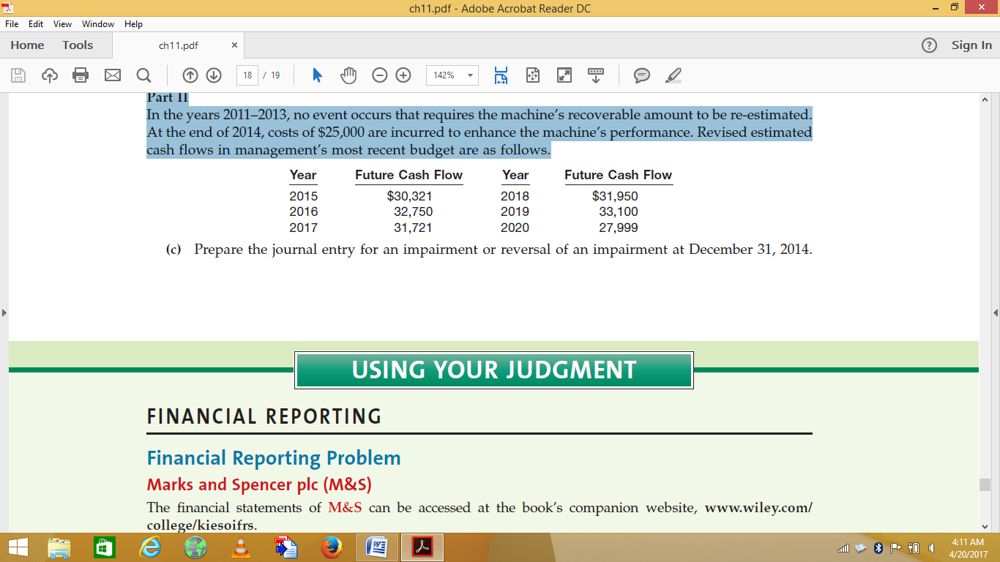 ch11.pdf - Adobe Acrobat Reader DC
File Edit View Window Help
Home Tools ch11.pdf × ? Sign In
18 / 19 142%
Part II
In the years 2011–2013, no event occurs that requires the machine's recoverable amount to be re-estimated.
At the end of 2014, costs of $25,000 are incurred to enhance the machine's performance. Revised estimated
cash flows in management's most recent budget are as follows.
Year Future Cash Flow Year Future Cash Flow
2015 $30,321 2018 $31,950
2016 32,750 2019 33,100
2017 31,721 2020 27,999
(c) Prepare the journal entry for an impairment or reversal of an impairment at December 31, 2014.
USING YOUR JUDGMENT
FINANCIAL REPORTING
Financial Reporting Problem
Marks and Spencer plc (M&S)
The financial statements of M&S can be accessed at the book's companion website, www.wiley.com/
college/kiesoifrs.
4:11 AM
4/20/2017